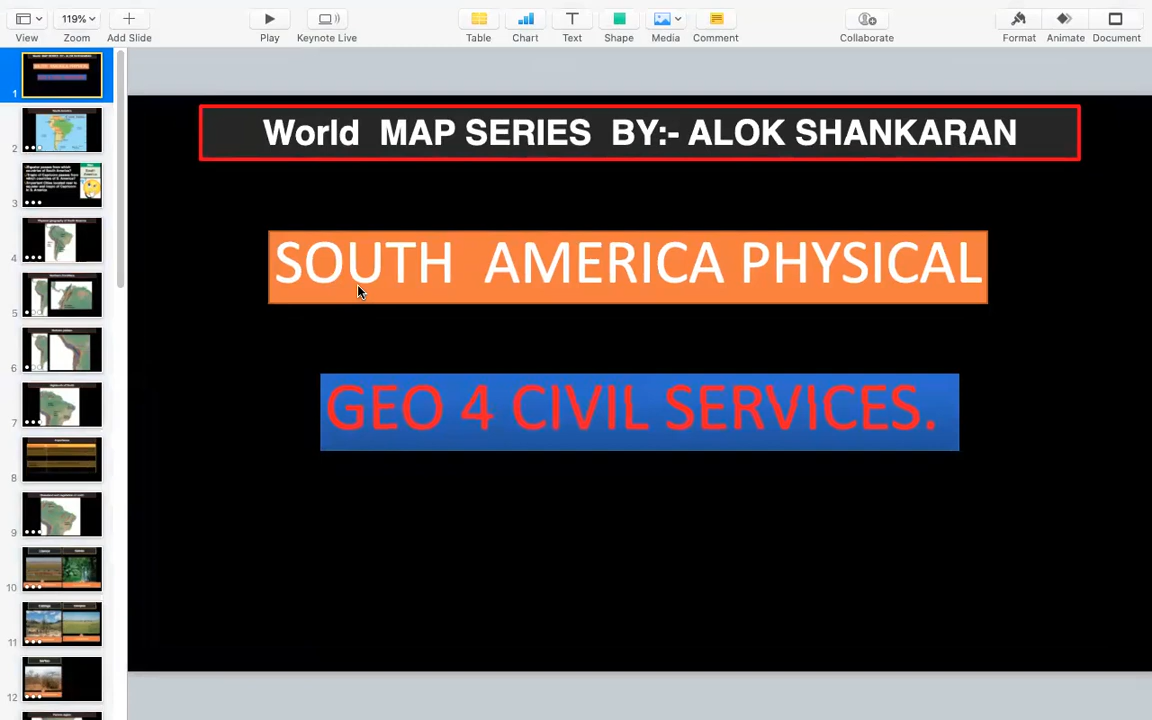 119%
View
Zoom
Add Slide
Play
Keynote Live
Table
Chart
Text
Shape
Media
Comment
Collaborate
Format
Animate
Document
1
2
3
4
5
6
7
8
9
10
11
12
World  MAP SERIES  BY:- ALOK SHANKARAN
SOUTH  AMERICA PHYSICAL
GEO 4 CIVIL SERVICES.